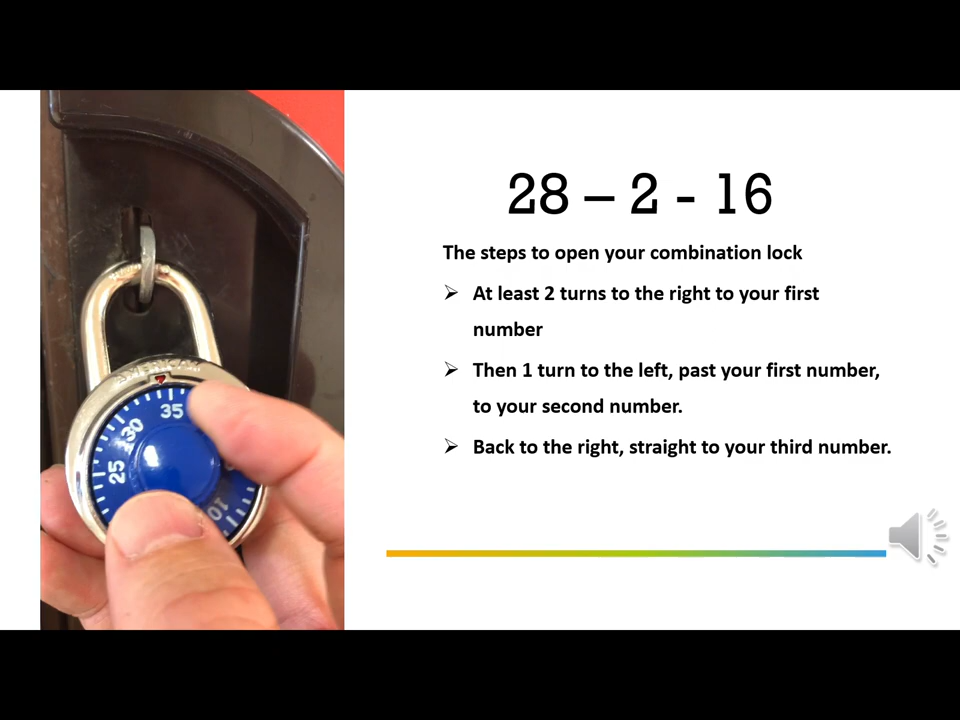 28 – 2 - 16
The steps to open your combination lock
➢ At least 2 turns to the right to your first
number
➢ Then 1 turn to the left, past your first number,
to your second number.
➢ Back to the right, straight to your third number.
AMERICAN
35
30
25
10